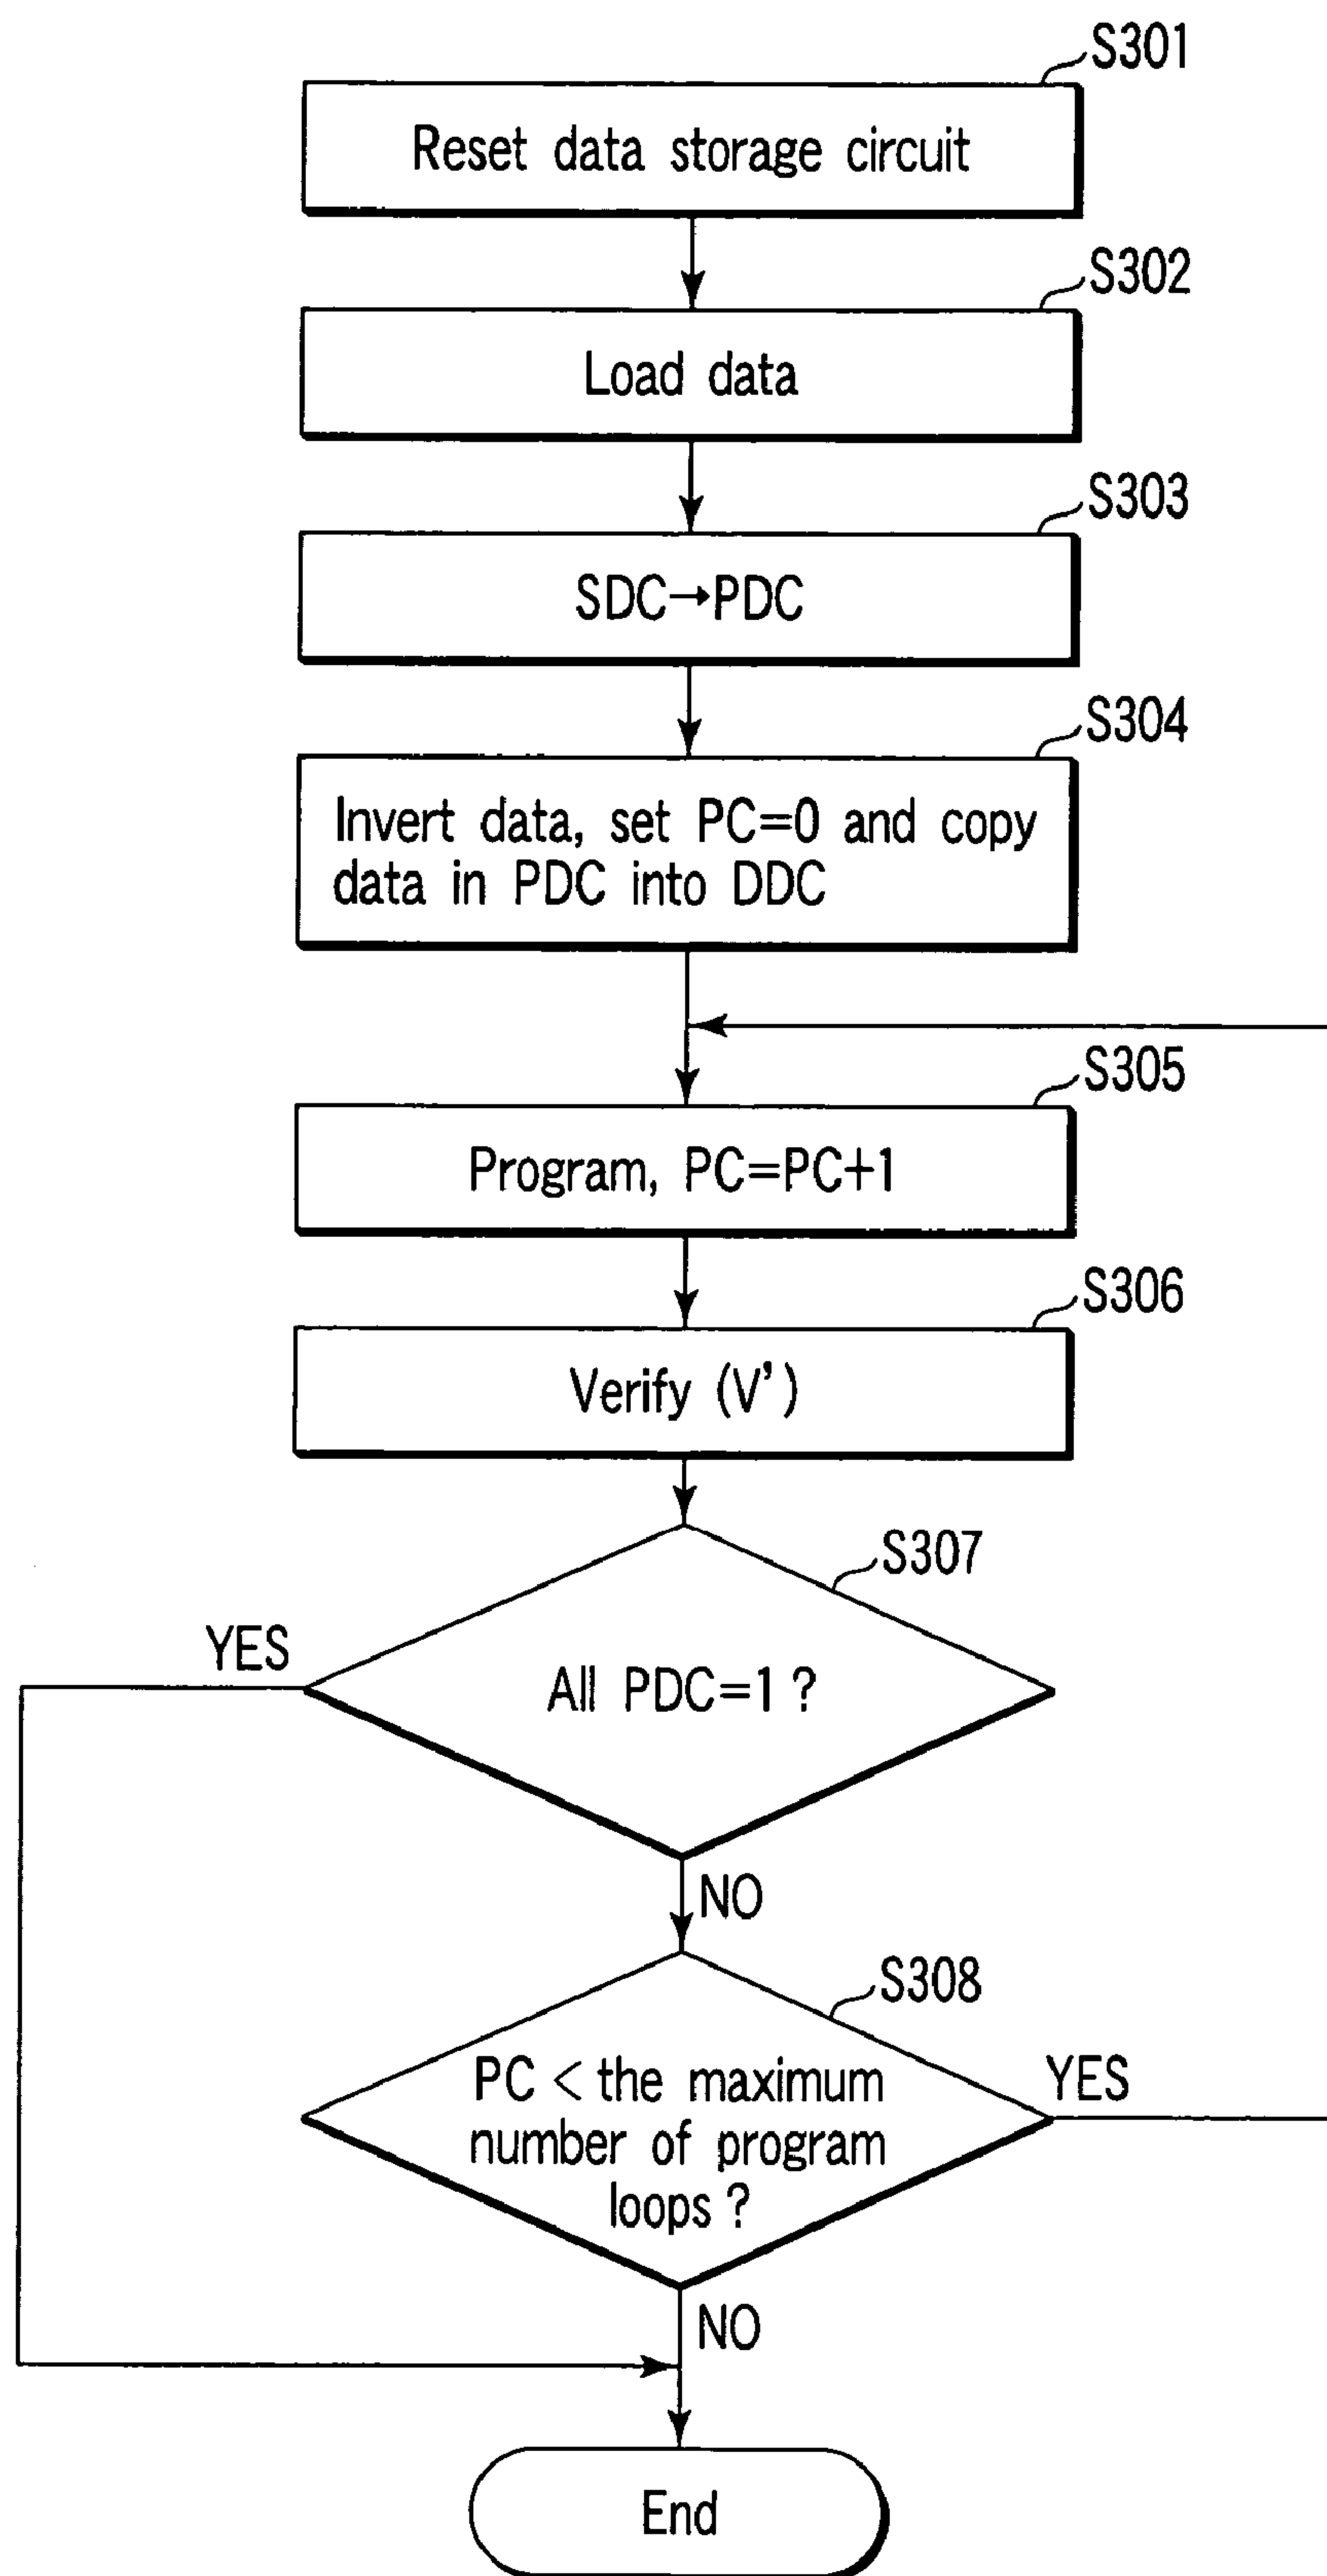 S301
Reset data storage circuit
S302
Load data
S303
SDC→PDC
S304
Invert data, set PC=0 and copy
data in PDC into DDC
S305
Program, PC=PC+1
S306
Verify (V')
S307
YES
All PDC=1 ?
NO
S308
PC < the maximum
number of program
loops ?
YES
NO
End